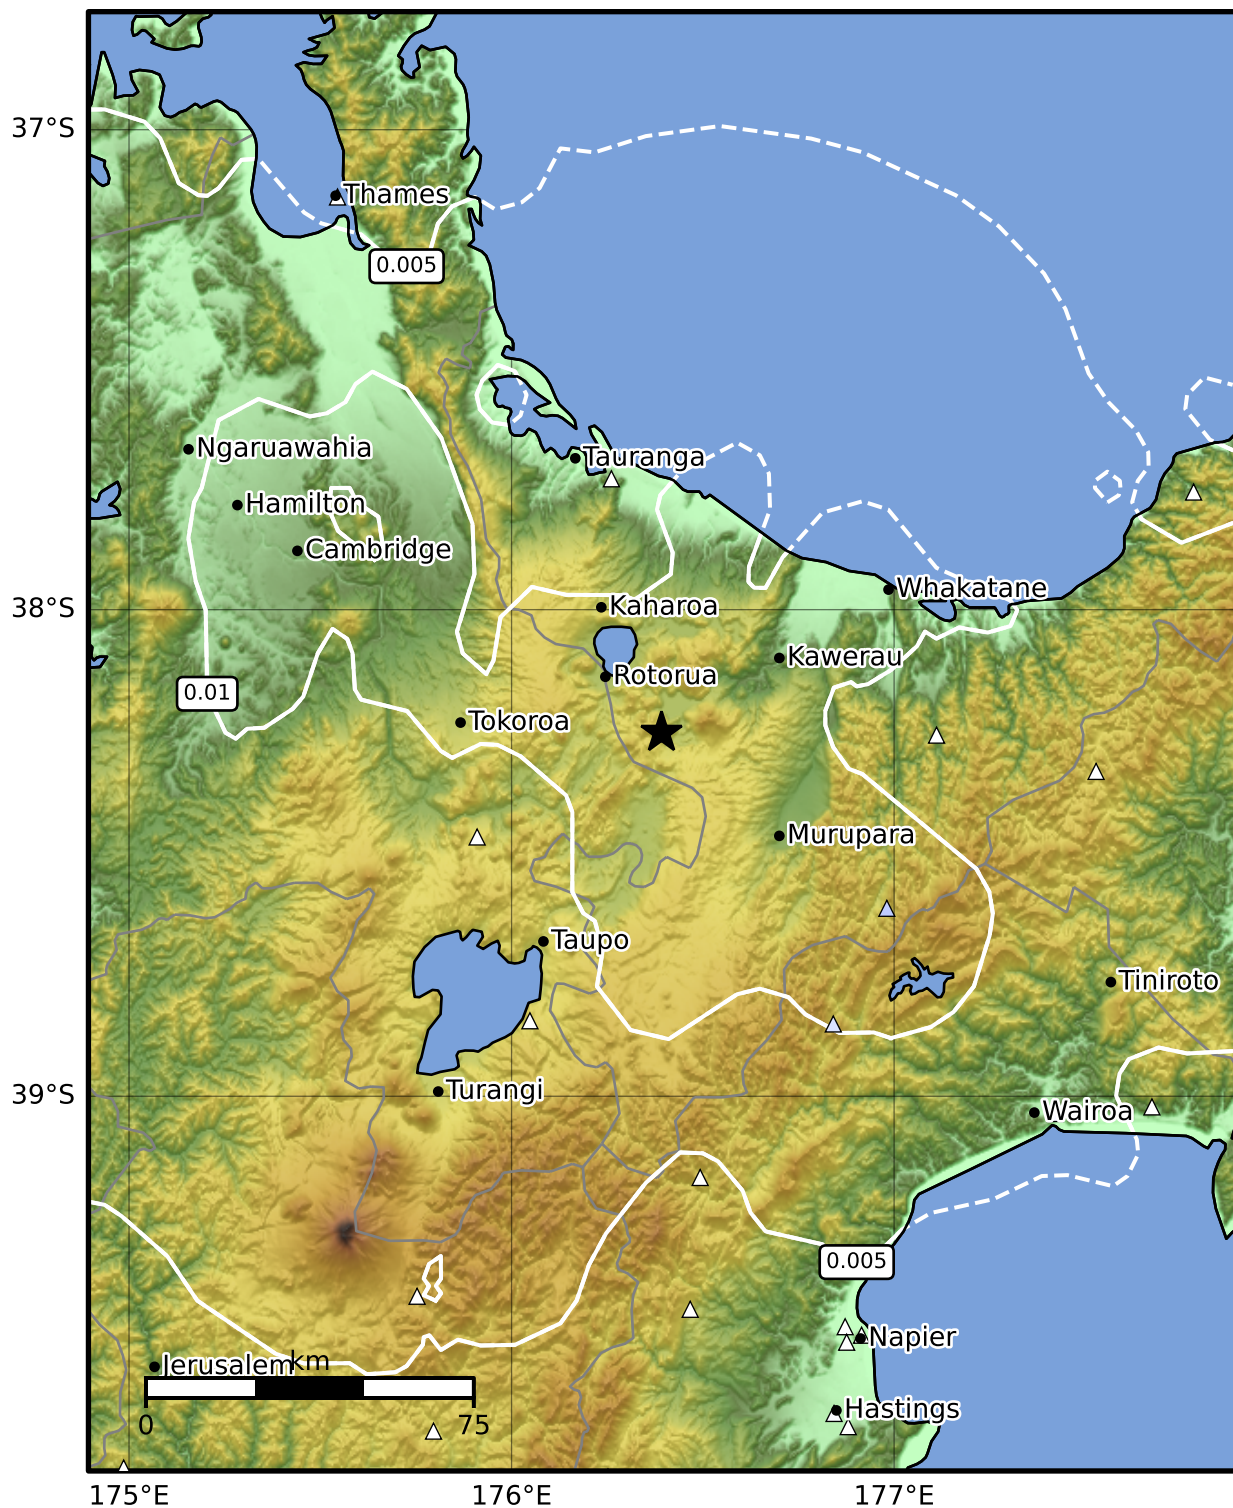 37°S
Thames
0.005
Ngaruawahia
Tauranga
Hamilton
Cambridge
Whakatane
38°S
Kaharoa
Kawerau
Rotorua
0.01
Tokoroa
Murupara
Taupo
Tiniroto
Turangi
39°S
Wairoa
0.005
Napier
Jerusalem
km
Hastings
0
75
175°E
176°E
177°E